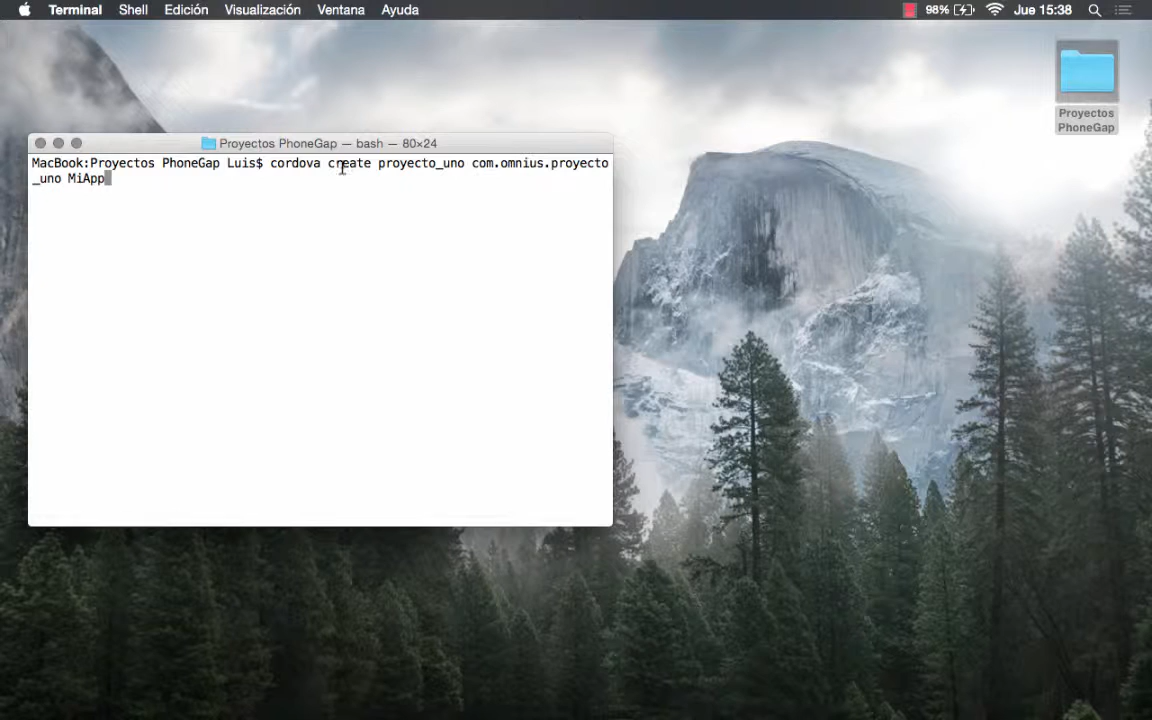 Terminal Shell Edición Visualización Ventana Ayuda 98% Jue 15:38
Proyectos
PhoneGap
Proyectos PhoneGap — bash — 80×24
MacBook:Proyectos PhoneGap Luis$ cordova create proyecto_uno com.omnius.proyecto
_uno MiApp